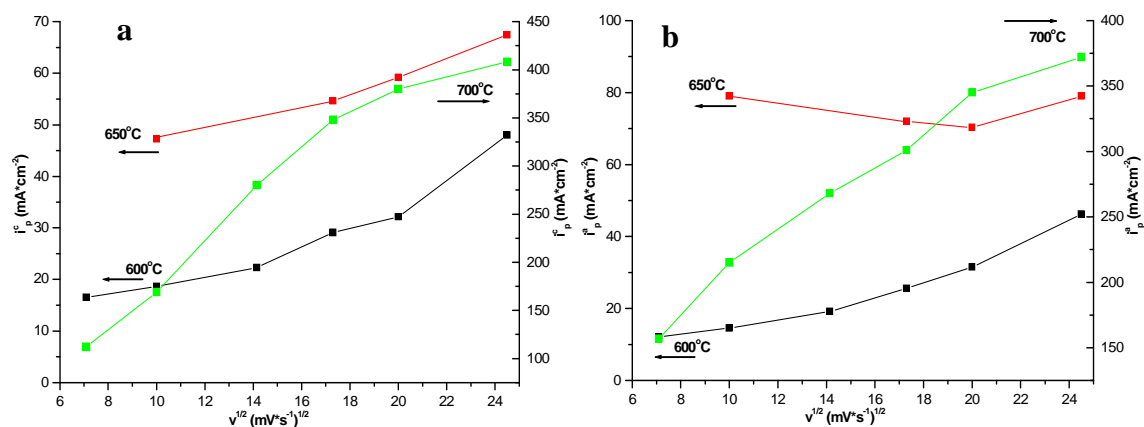 a
70
60
50
40
30
20
10
0
450
400
350
300
250
200
150
100
6 8 10 12 14 16 18 20 22 24
700°C
650°C
600°C
i^c_p (mA*cm^-2)
i^c_p (mA*cm^-2)
v^1/2 (mV*s^-1)^1/2
b
100
80
60
40
20
0
400
350
300
250
200
150
6 8 10 12 14 16 18 20 22 24
700°C
650°C
600°C
i^a_p (mA*cm^-2)
i^a_p (mA*cm^-2)
v^1/2 (mV*s^-1)^1/2